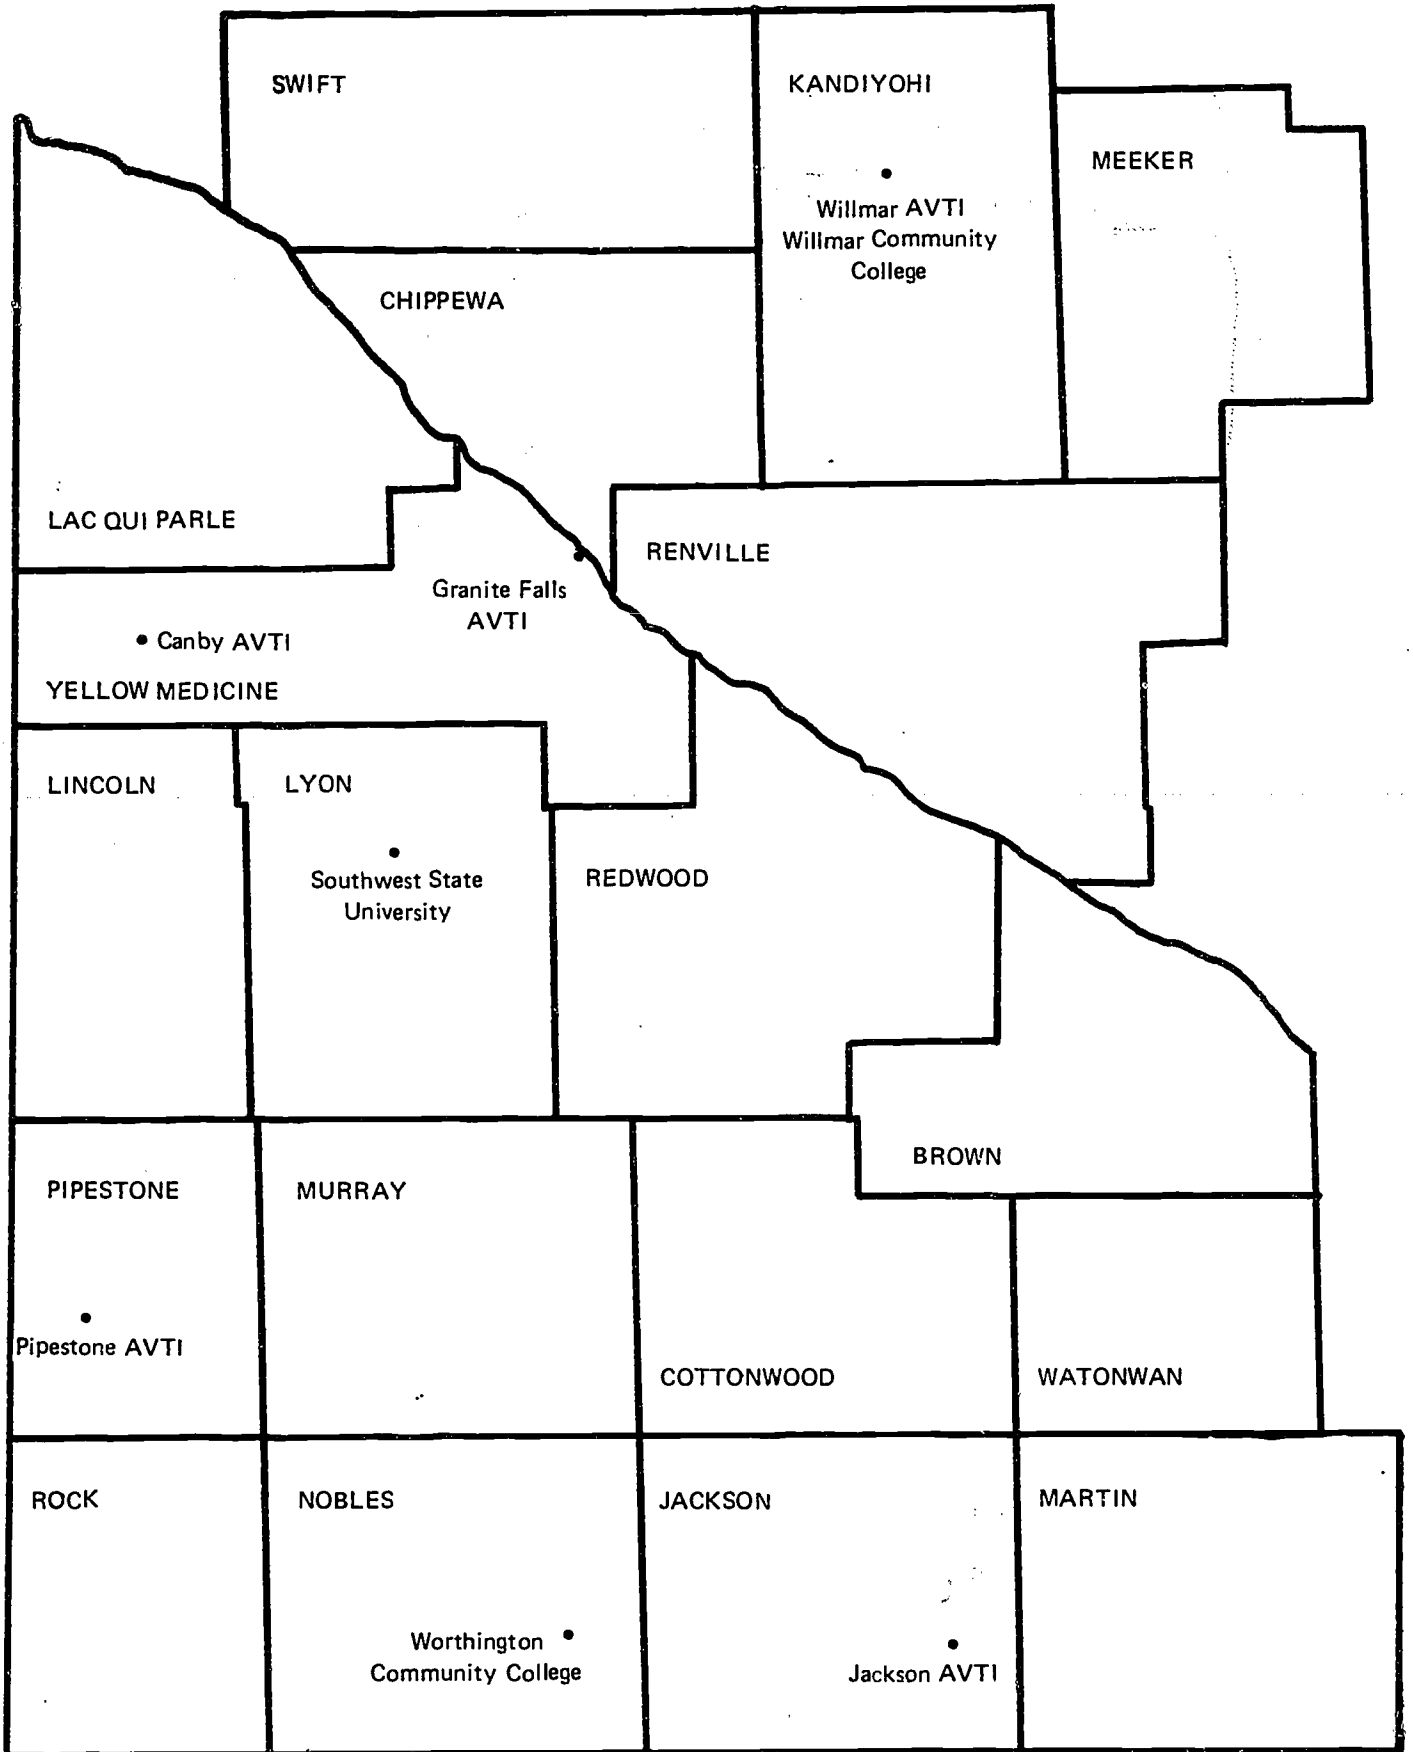 SWIFT
KANDIYOHI
MEEKER
Willmar AVTI
Willmar Community
College
CHIPPEWA
LAC QUI PARLE
RENVILLE
Granite Falls
AVTI
Canby AVTI
YELLOW MEDICINE
LINCOLN
LYON
Southwest State
University
REDWOOD
BROWN
PIPESTONE
MURRAY
Pipestone AVTI
COTTONWOOD
WATONWAN
ROCK
NOBLES
JACKSON
MARTIN
Worthington
Community College
Jackson AVTI